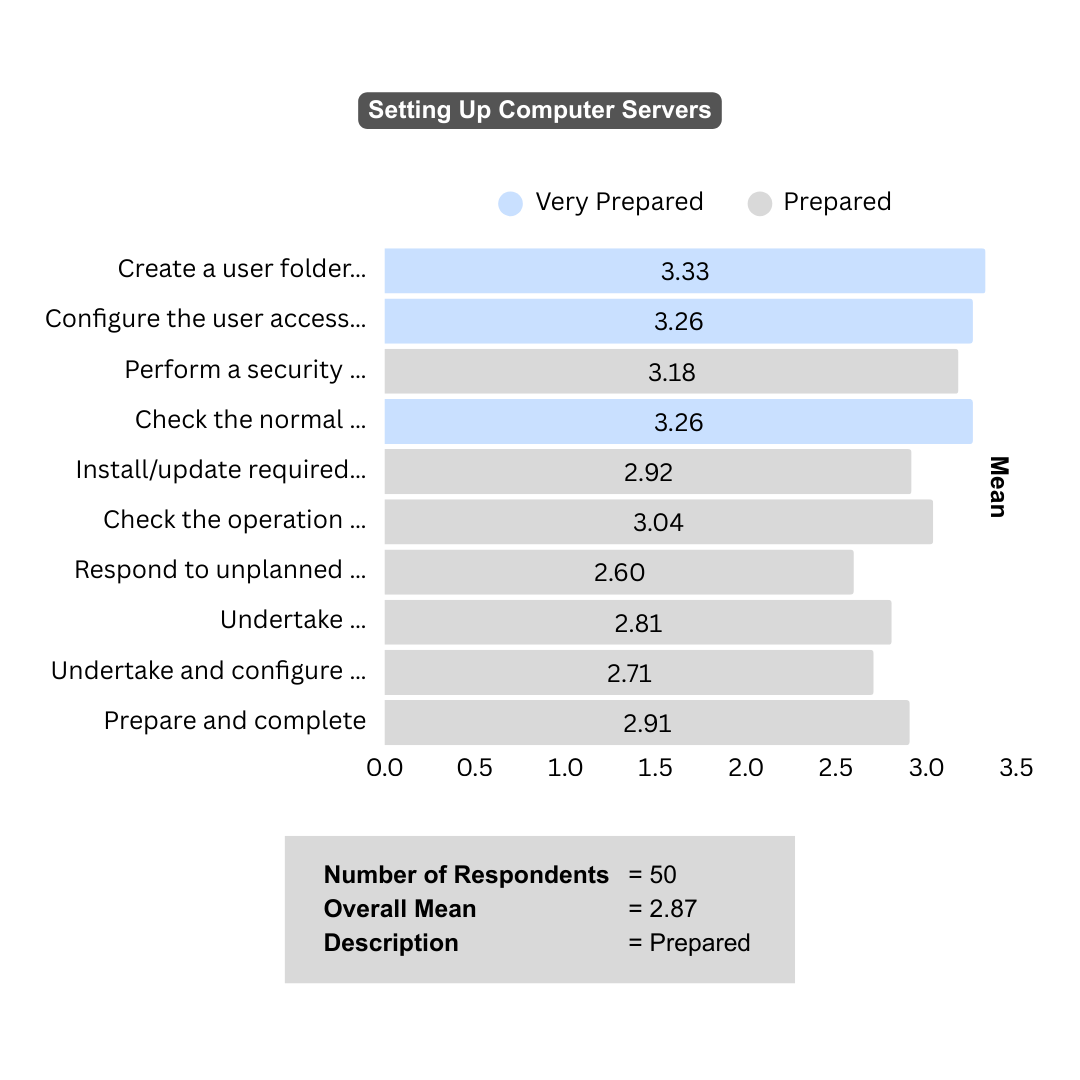 Setting Up Computer Servers
Very Prepared
Prepared
Create a user folder... 3.33
Configure the user access... 3.26
Perform a security ... 3.18
Check the normal ... 3.26
Install/update required... 2.92
Check the operation ... 3.04
Respond to unplanned ... 2.60
Undertake ... 2.81
Undertake and configure ... 2.71
Prepare and complete 2.91
Mean
0.0 0.5 1.0 1.5 2.0 2.5 3.0 3.5
Number of Respondents = 50
Overall Mean = 2.87
Description = Prepared